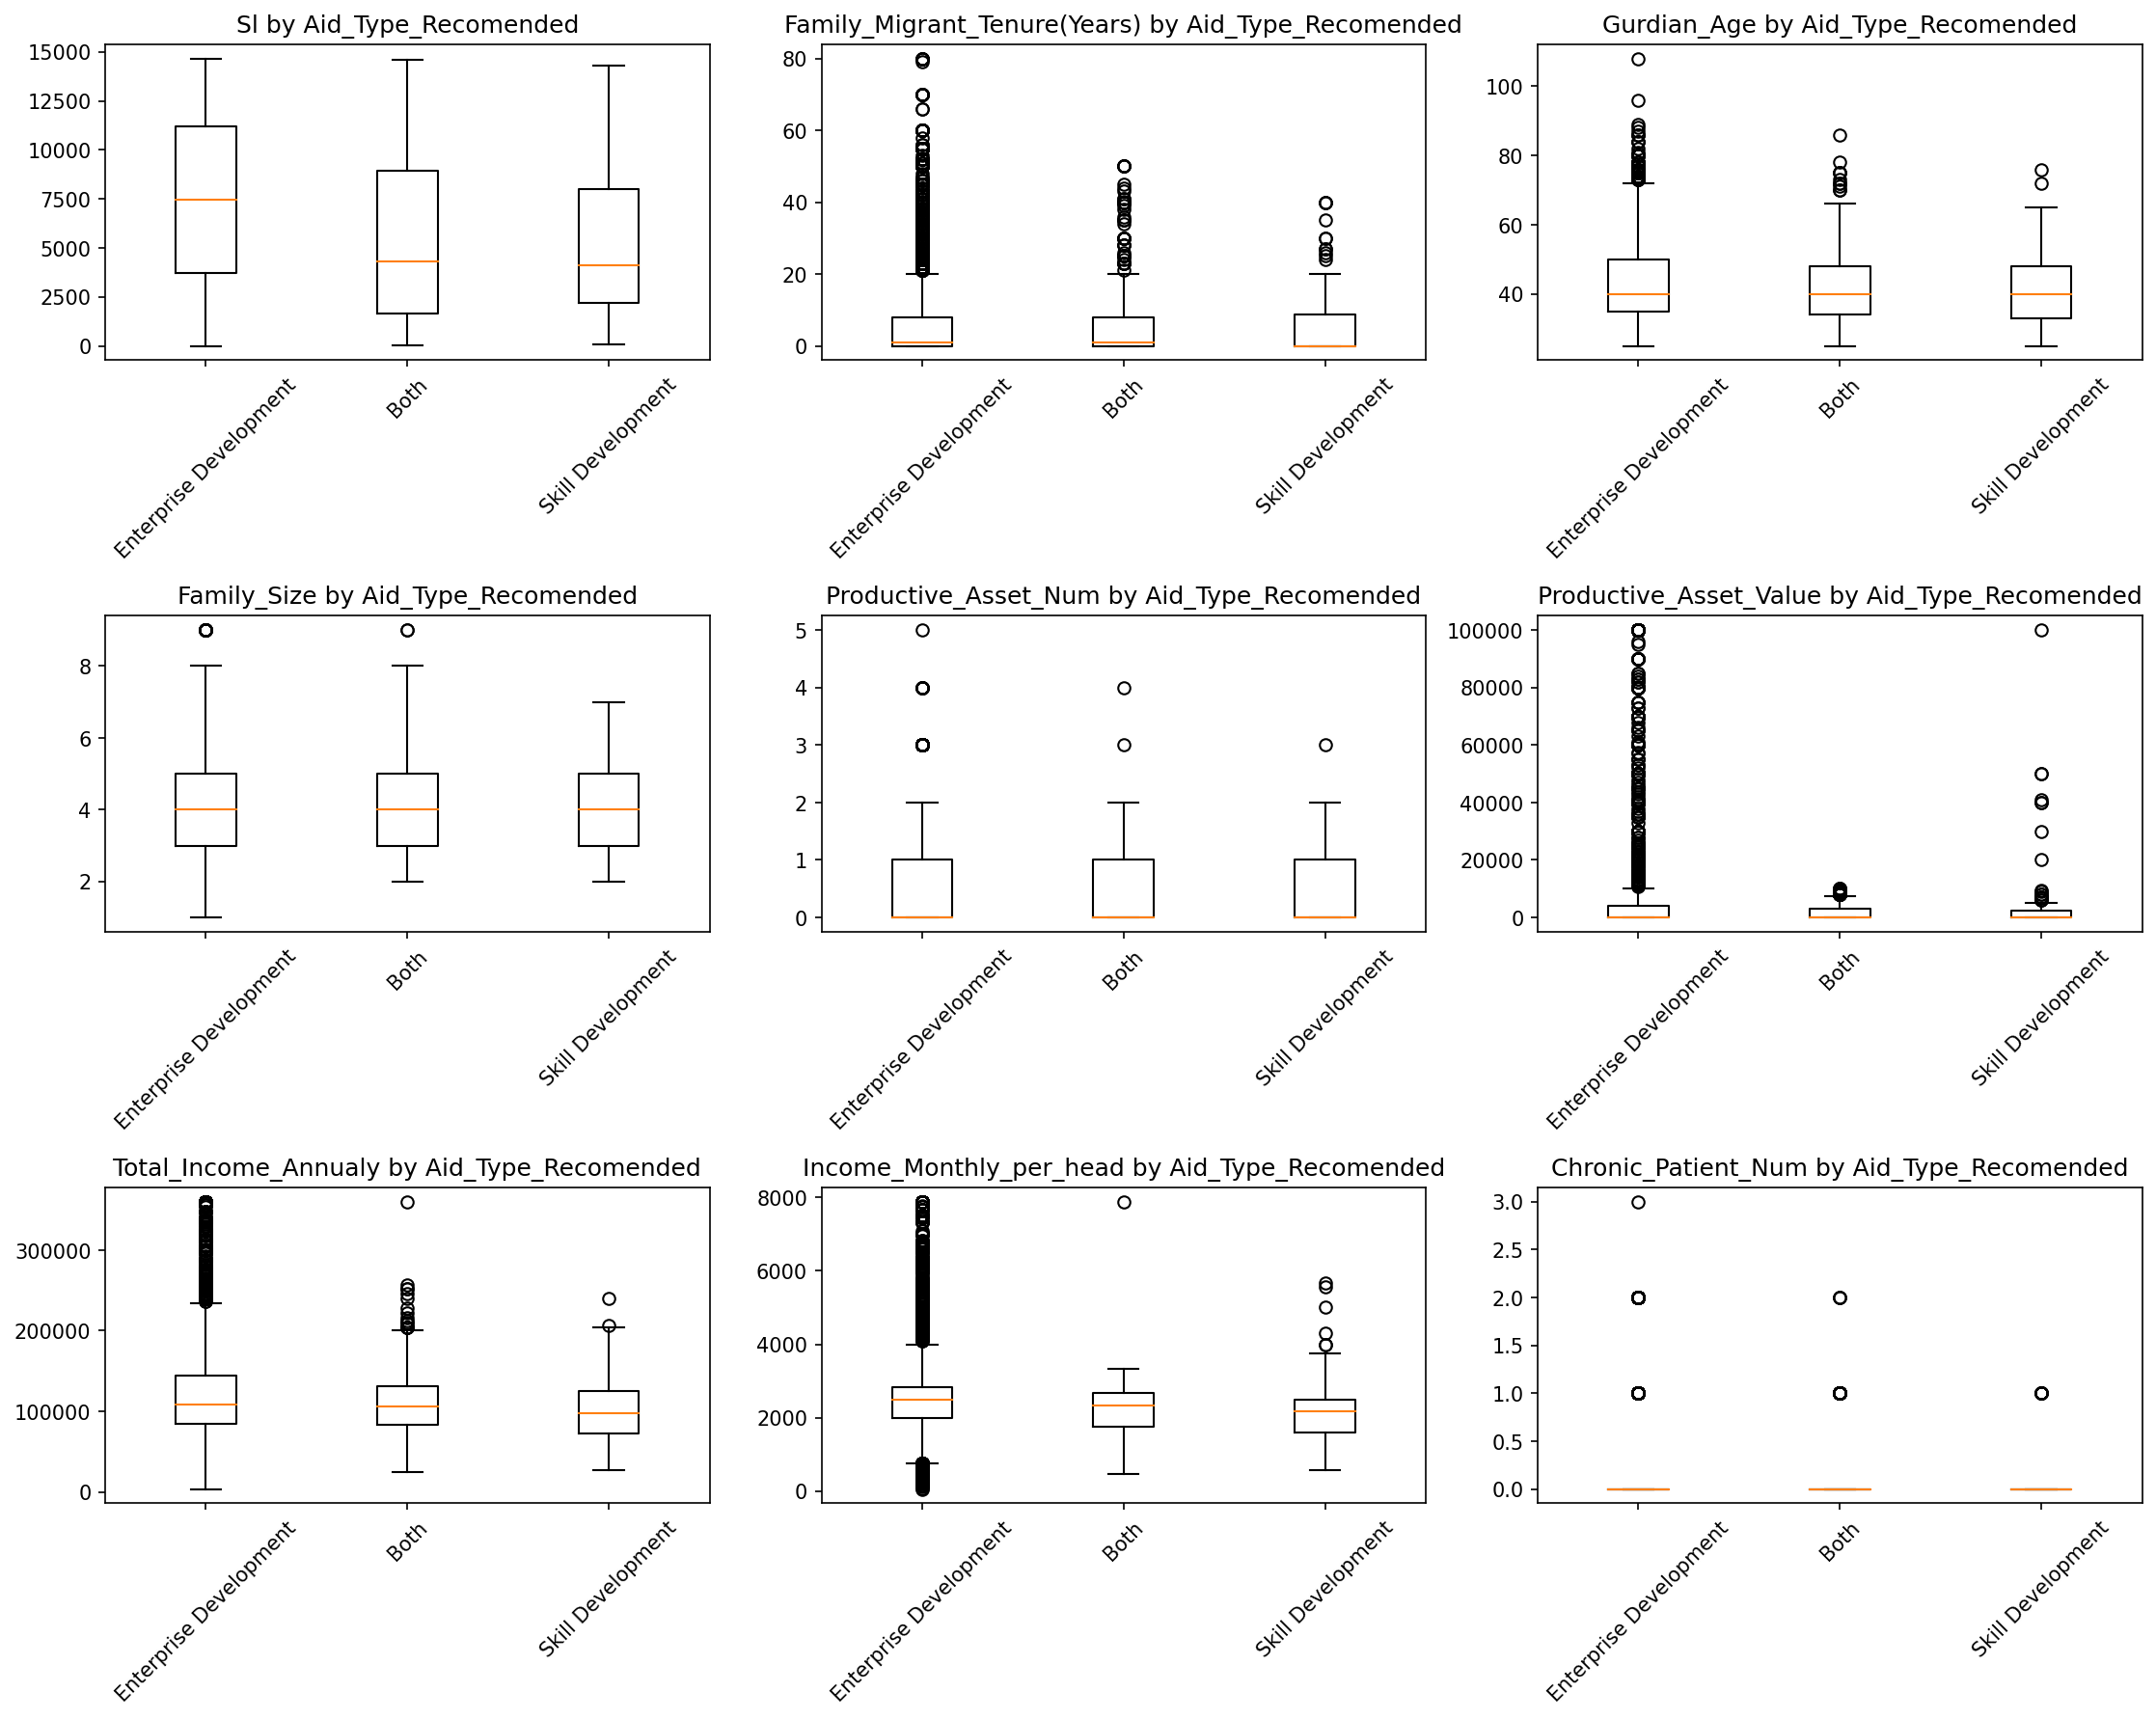 Sl by Aid_Type_Recomended
15000
12500
10000
7500
5000
2500
0
Enterprise Development
Both
Skill Development
Family_Migrant_Tenure(Years) by Aid_Type_Recomended
80
60
40
20
0
Enterprise Development
Both
Skill Development
Gurdian_Age by Aid_Type_Recomended
100
80
60
40
Enterprise Development
Both
Skill Development
Family_Size by Aid_Type_Recomended
8
6
4
2
Enterprise Development
Both
Skill Development
Productive_Asset_Num by Aid_Type_Recomended
5
4
3
2
1
0
Enterprise Development
Both
Skill Development
Productive_Asset_Value by Aid_Type_Recomended
100000
80000
60000
40000
20000
0
Enterprise Development
Both
Skill Development
Total_Income_Annualy by Aid_Type_Recomended
300000
200000
100000
0
Enterprise Development
Both
Skill Development
Income_Monthly_per_head by Aid_Type_Recomended
8000
6000
4000
2000
0
Enterprise Development
Both
Skill Development
Chronic_Patient_Num by Aid_Type_Recomended
3.0
2.5
2.0
1.5
1.0
0.5
0.0
Enterprise Development
Both
Skill Development